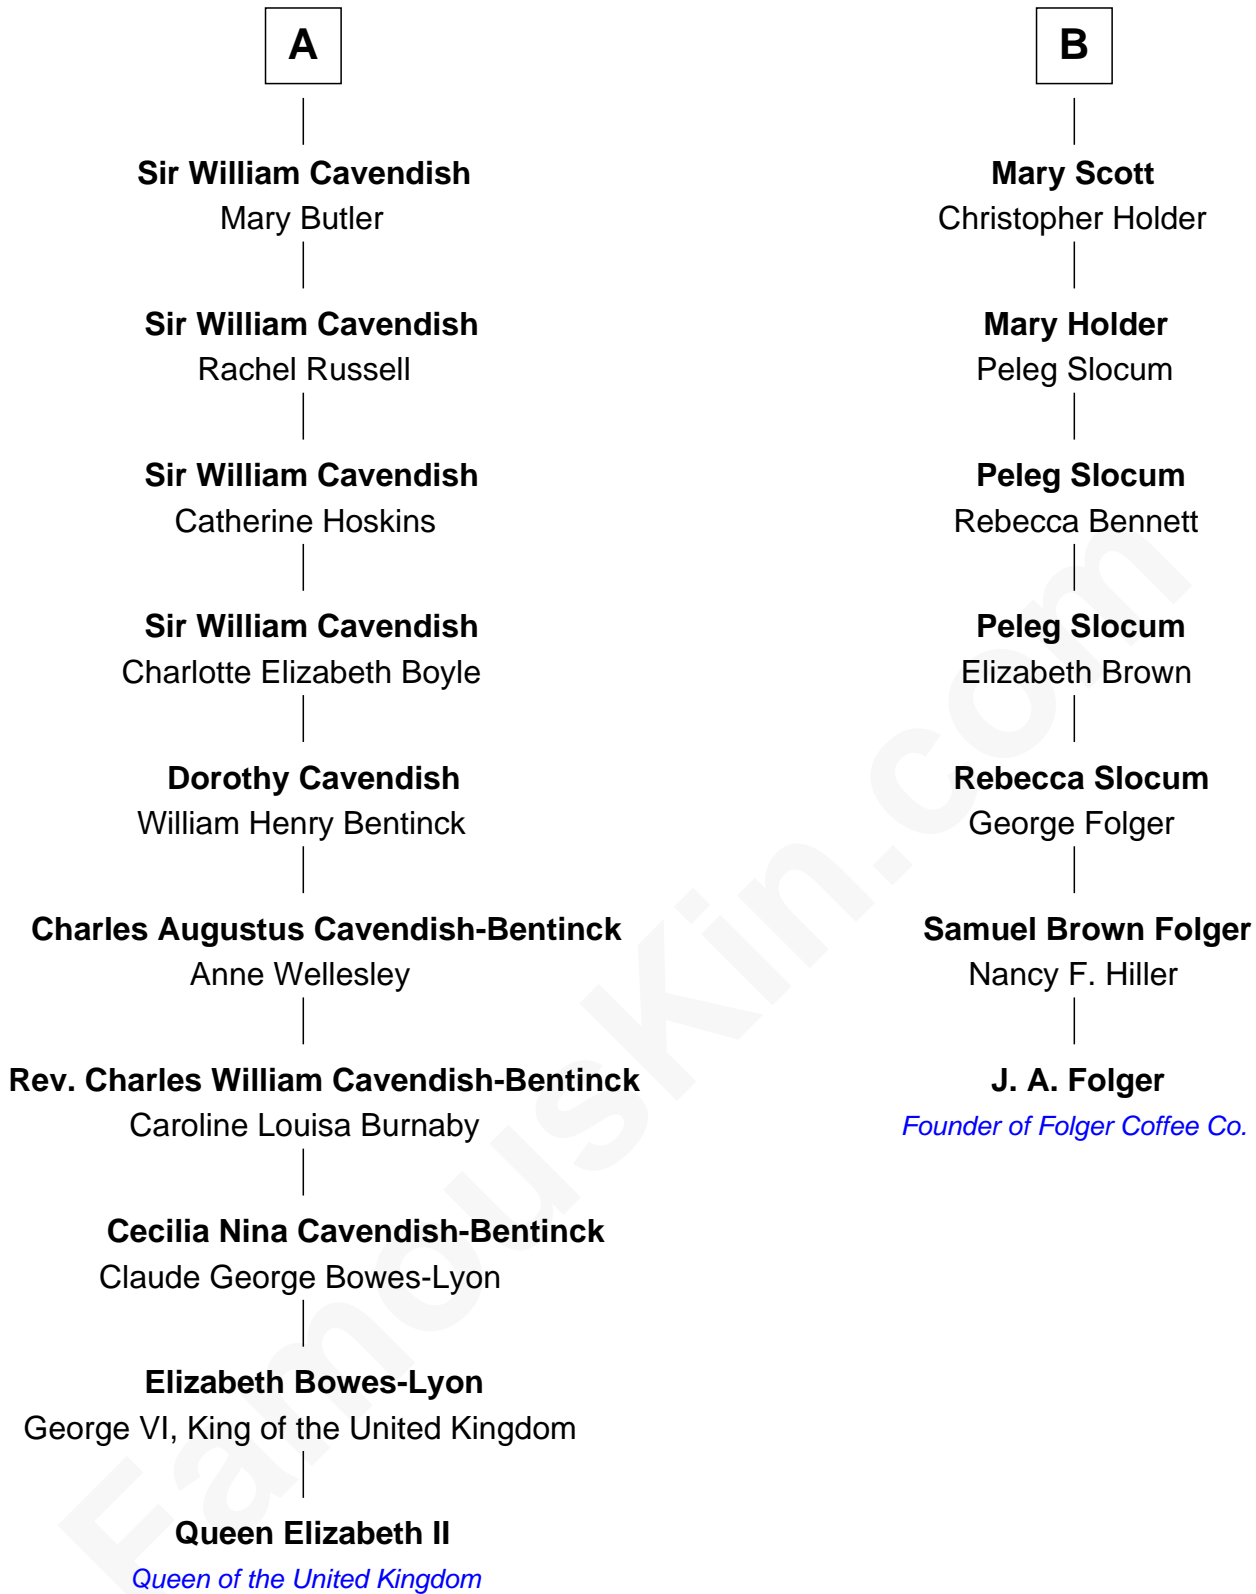 A
Sir William Cavendish
Mary Butler
Sir William Cavendish
Rachel Russell
Sir William Cavendish
Catherine Hoskins
Sir William Cavendish
Charlotte Elizabeth Boyle
Dorothy Cavendish
William Henry Bentinck
Charles Augustus Cavendish-Bentinck
Anne Wellesley
Rev. Charles William Cavendish-Bentinck
Caroline Louisa Burnaby
Cecilia Nina Cavendish-Bentinck
Claude George Bowes-Lyon
Elizabeth Bowes-Lyon
George VI, King of the United Kingdom
Queen Elizabeth II
Queen of the United Kingdom
B
Mary Scott
Christopher Holder
Mary Holder
Peleg Slocum
Peleg Slocum
Rebecca Bennett
Peleg Slocum
Elizabeth Brown
Rebecca Slocum
George Folger
Samuel Brown Folger
Nancy F. Hiller
J. A. Folger
Founder of Folger Coffee Co.
FamousKin.com